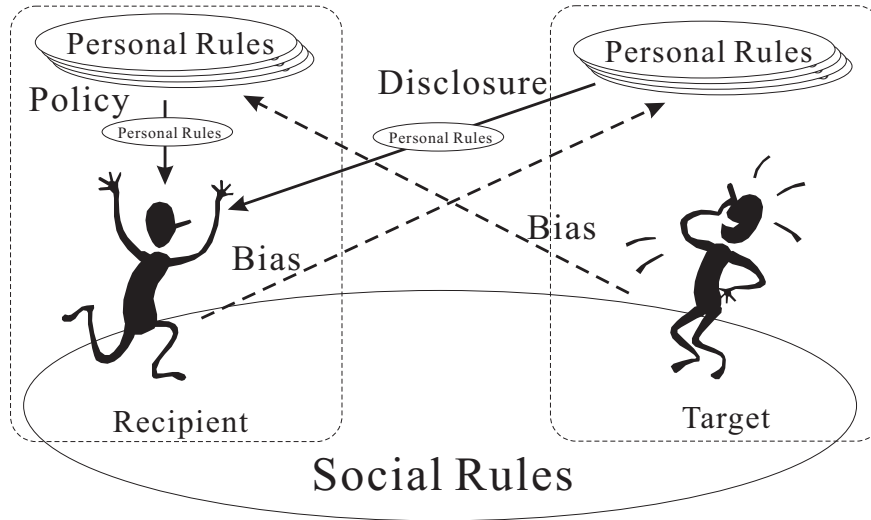 Personal Rules
Personal Rules
Disclosure
Policy
Personal Rules
Personal Rules
Bias
Bias
Recipient
Target
Social Rules